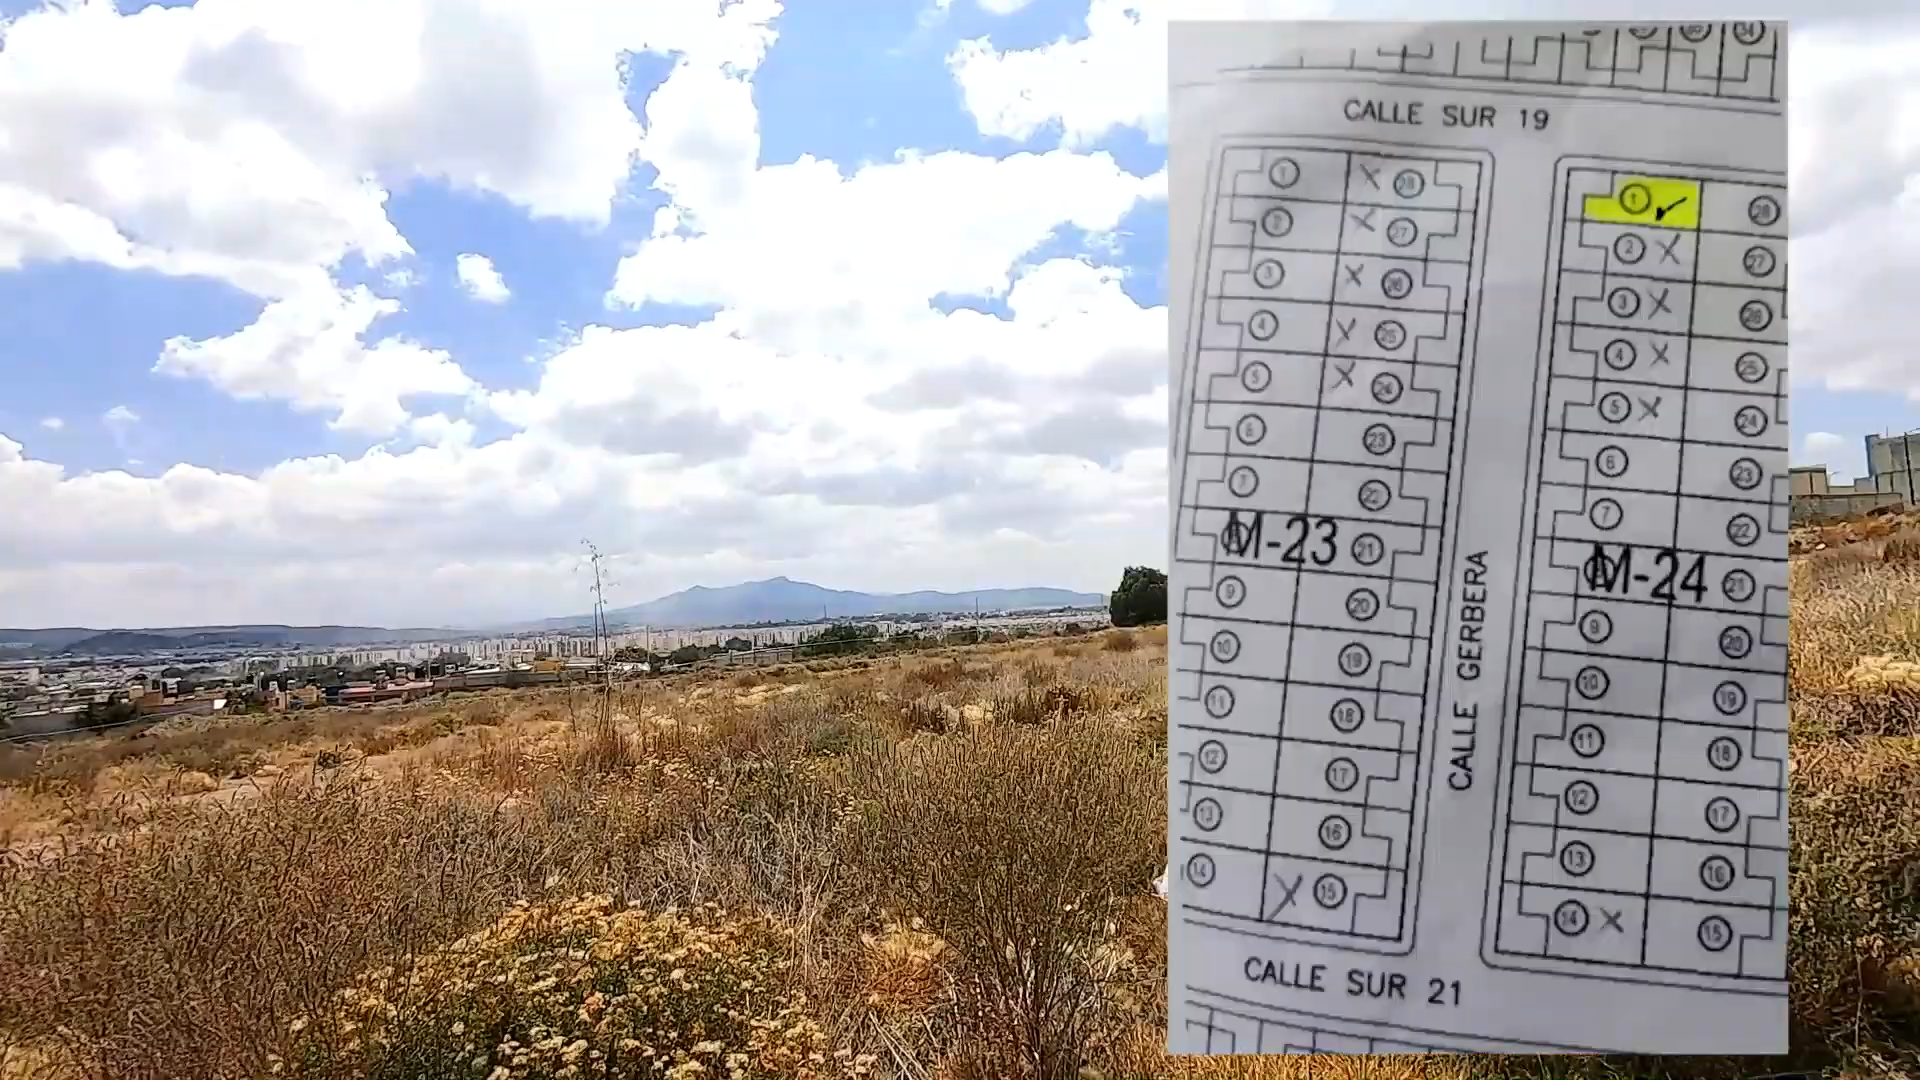 34
CALLE SUR 19
1 X 28
2 X 27
3 X 26
4 X 25
5 X 24
6 23
7 22
M-23 21
9 20
10 19
11 18
12 17
13 16
14 X 15
CALLE GERBERA
1 ✓ 28
2 X 27
3 X 26
4 X 25
5 X 24
6 23
7 22
M-24 21
9 20
10 19
11 18
12 17
13 16
14 X 15
CALLE SUR 21